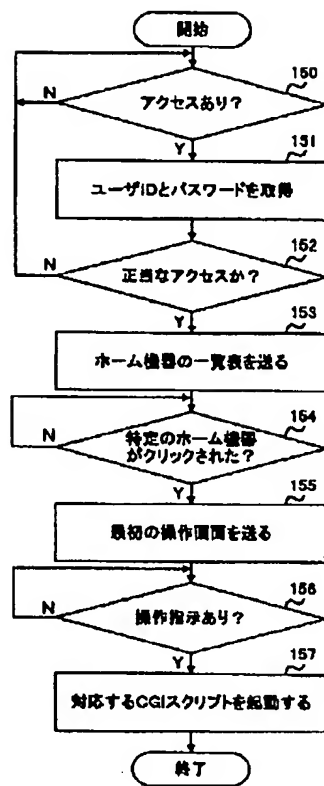 開始
150
アクセスあり?
N
Y
151
ユーザIDとパスワードを取得
152
正当なアクセスか?
N
Y
153
ホーム機器の一覧表を送る
154
特定のホーム機器
がクリックされた?
N
Y
155
最初の操作画面を送る
156
操作指示あり?
N
Y
157
対応するCGIスクリプトを起動する
終了